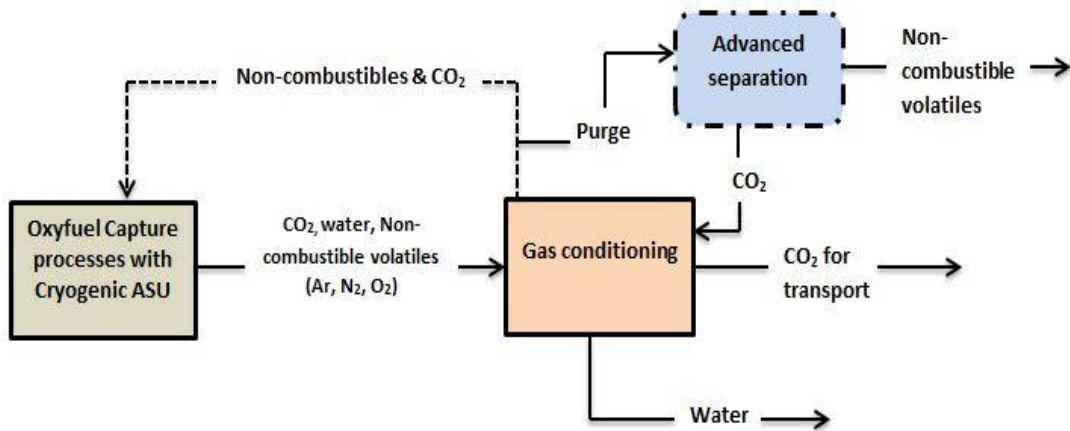 Advanced
separation
Non-
combustible
volatiles
Non-combustibles & CO₂
Purge
CO₂
Oxyfuel Capture
processes with
Cryogenic ASU
CO₂, water, Non-
combustible volatiles
(Ar, N₂, O₂)
Gas conditioning
CO₂ for
transport
Water